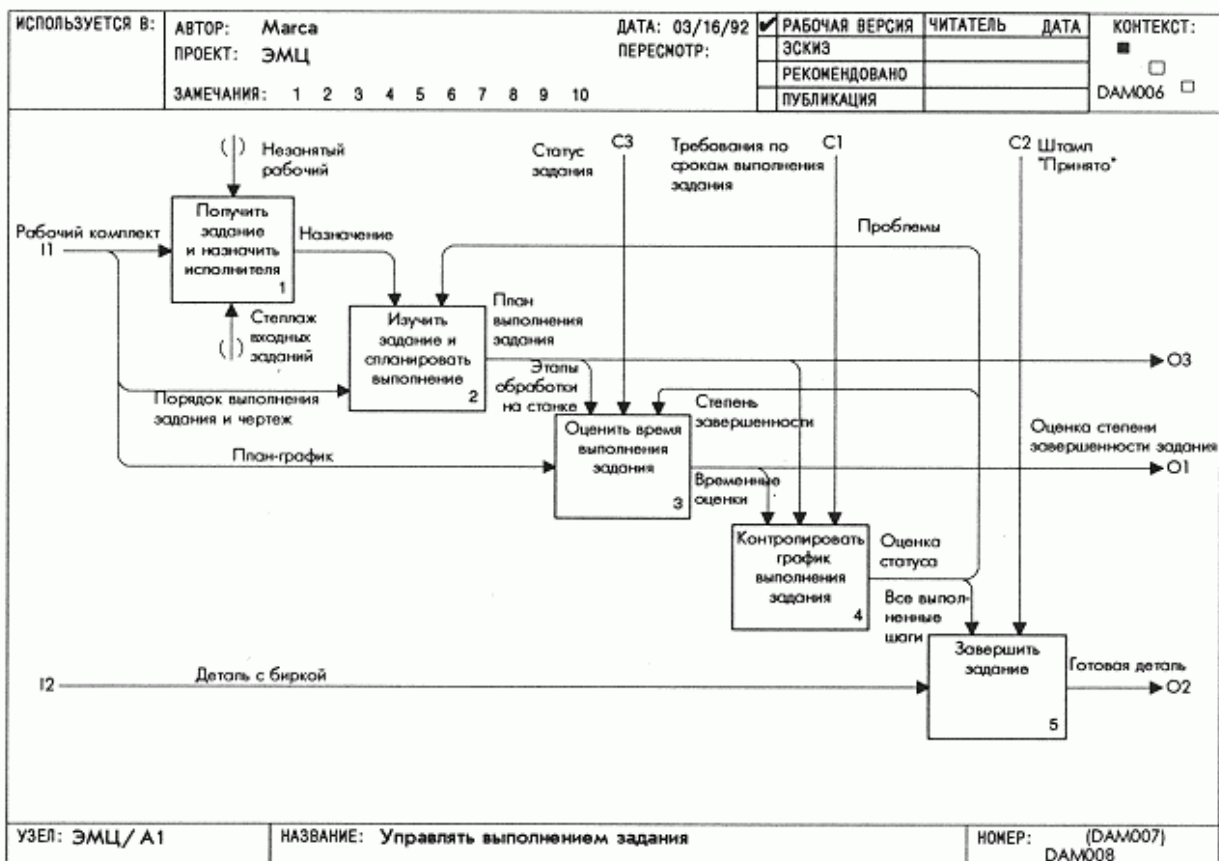 ИСПОЛЬЗУЕТСЯ В:
АВТОР: Marca
ДАТА: 03/16/92
ПРОЕКТ: ЭМЦ
ПЕРЕСМОТР:
ЗАМЕЧАНИЯ: 1 2 3 4 5 6 7 8 9 10
✔ РАБОЧАЯ ВЕРСИЯ
ЭСКИЗ
РЕКОМЕНДОВАНО
ПУБЛИКАЦИЯ
ЧИТАТЕЛЬ ДАТА
КОНТЕКСТ:
DAM006
( ) Незанятый
рабочий
Статус
задания
C3
Требования по
срокам выполнения
задания
C1
C2 Штамп
"Принято"
Рабочий комплект
I1
Получить
задание
и назначить
исполнителя
1
Назначение
Проблемы
Стеллаж
входных
заданий
( )
Изучить
задание и
спланировать
выполнение
2
План
выполнения
задания
O3
Этапы
обработки
на станке
Порядок выполнения
задания и чертеж
Степень
завершенности
Оценка степени
завершенности задания
O1
План-график
Оценить время
выполнения
задания
3
Временные
оценки
Контролировать
график
выполнения
задания
4
Оценка
статуса
Все выпол-
ненные
шаги
I2
Деталь с биркой
Завершить
задание
5
Готовая деталь
O2
УЗЕЛ: ЭМЦ/ А1
НАЗВАНИЕ: Управлять выполнением задания
НОМЕР: (DAM007)
DAM008